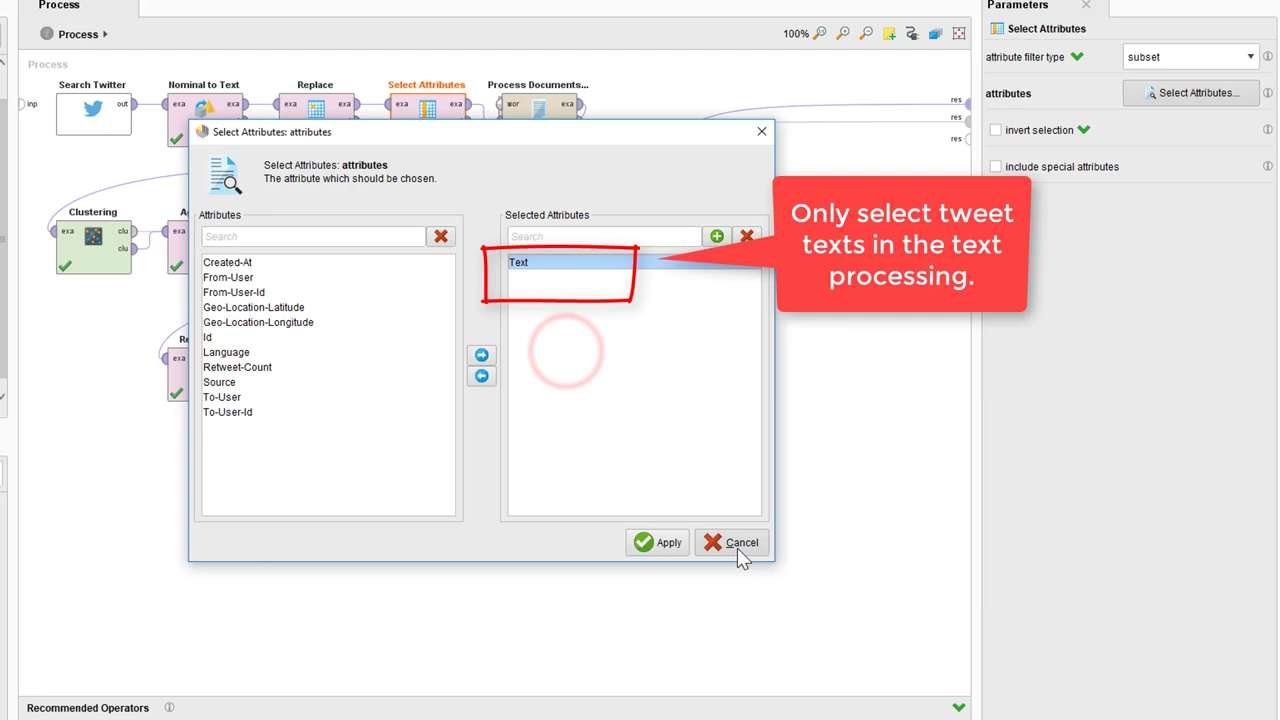 Process
Parameters
Process
100%
Select Attributes
attribute filter type
subset
Process
attributes
Select Attributes...
invert selection
include special attributes
Search Twitter
Nominal to Text
Replace
Select Attributes
Process Documents...
inp
out
exa
exa
exa
exa
exa
wor
exa
res
res
res
Select Attributes: attributes
Select Attributes: attributes
The attribute which should be chosen.
Attributes
Selected Attributes
Search
Search
Created-At
From-User
From-User-Id
Geo-Location-Latitude
Geo-Location-Longitude
Id
Language
Retweet-Count
Source
To-User
To-User-Id
Text
Only select tweet
texts in the text
processing.
Clustering
exa
clu
clu
exa
exa
Apply
Cancel
Recommended Operators